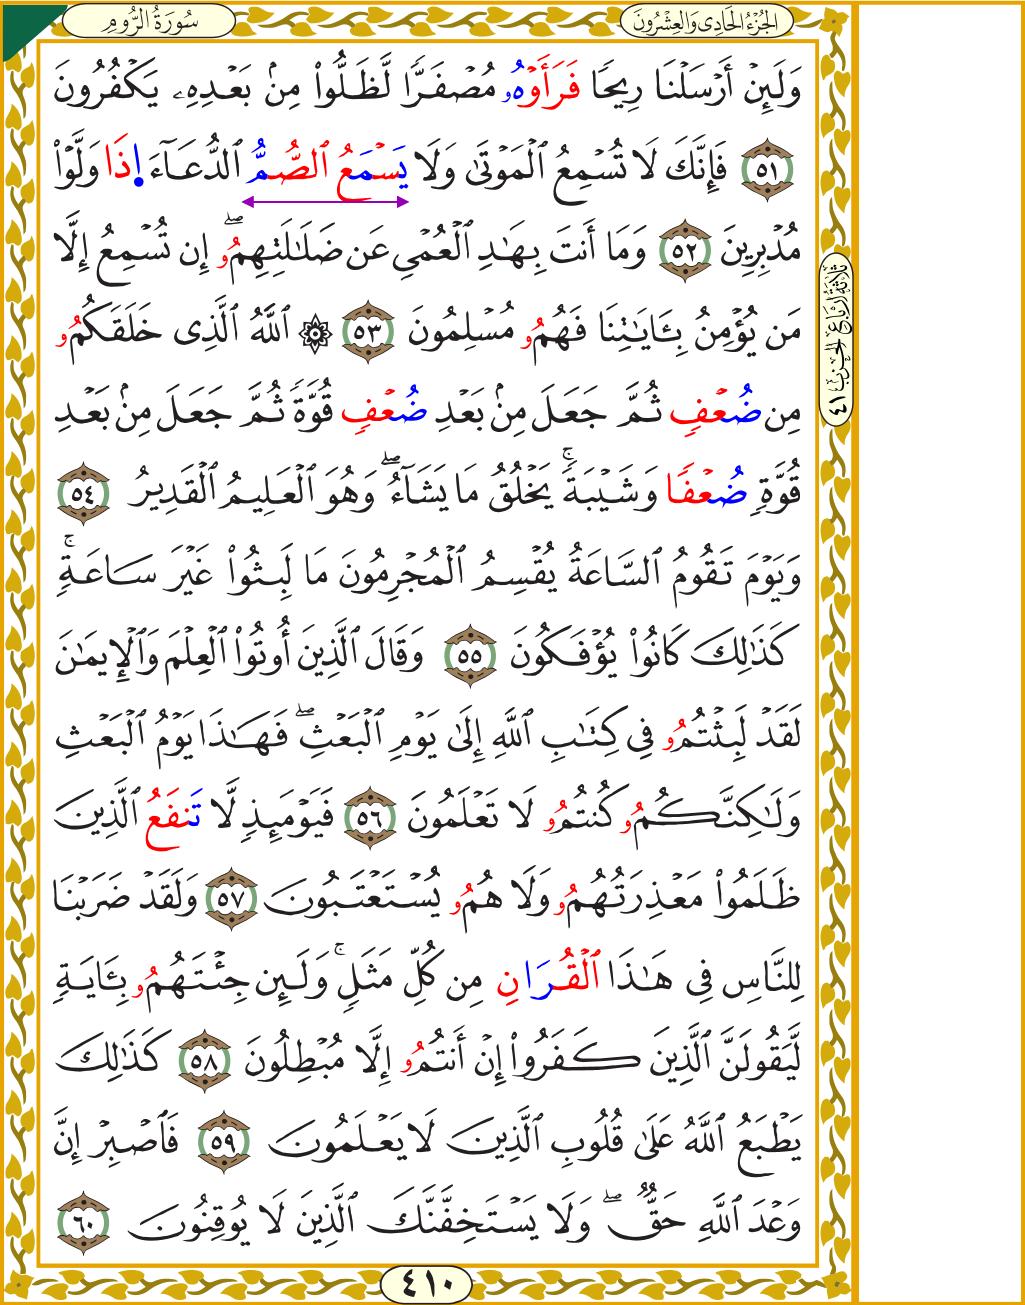 الجُزْءُ الحَادِى وَالعِشْرُونَ
سُورَةُ الرُّومِ
وَلَئِنْ أَرْسَلْنَا رِيحًا فَرَأَوْهُۥ مُصْفَرًّا لَّظَلُّوا۟ مِنۢ بَعْدِهِۦ يَكْفُرُونَ
٥١ فَإِنَّكَ لَا تُسْمِعُ ٱلْمَوْتَىٰ وَلَا يَسْمَعُ ٱلصُّمُّ ٱلدُّعَآءَ اِذَا وَلَّوْا۟
مُدْبِرِينَ ٥٢ وَمَا أَنتَ بِهَٰدِ ٱلْعُمْىِ عَن ضَلَٰلَتِهِمُۥ ۖ إِن تُسْمِعُ إِلَّا
مَن يُؤْمِنُ بِـَٔايَٰتِنَا فَهُمُۥ مُسْلِمُونَ ٥٣ ۞ ٱللَّهُ ٱلَّذِى خَلَقَكُمُۥ
مِن ضُعْفٍ ثُمَّ جَعَلَ مِنۢ بَعْدِ ضُعْفٍ قُوَّةً ثُمَّ جَعَلَ مِنۢ بَعْدِ
قُوَّةٍ ضُعْفًا وَشَيْبَةً ۚ يَخْلُقُ مَا يَشَآءُ ۖ وَهُوَ ٱلْعَلِيمُ ٱلْقَدِيرُ ٥٤
وَيَوْمَ تَقُومُ ٱلسَّاعَةُ يُقْسِمُ ٱلْمُجْرِمُونَ مَا لَبِثُوا۟ غَيْرَ سَاعَةٍ ۚ
كَذَٰلِكَ كَانُوا۟ يُؤْفَكُونَ ٥٥ وَقَالَ ٱلَّذِينَ أُوتُوا۟ ٱلْعِلْمَ وَٱلْإِيمَٰنَ
لَقَدْ لَبِثْتُمُۥ فِى كِتَٰبِ ٱللَّهِ إِلَىٰ يَوْمِ ٱلْبَعْثِ ۖ فَهَٰذَا يَوْمُ ٱلْبَعْثِ
وَلَٰكِنَّكُمُۥ كُنتُمُۥ لَا تَعْلَمُونَ ٥٦ فَيَوْمَئِذٍ لَّا تَنفَعُ ٱلَّذِينَ
ظَلَمُوا۟ مَعْذِرَتُهُمُۥ وَلَا هُمُۥ يُسْتَعْتَبُونَ ٥٧ وَلَقَدْ ضَرَبْنَا
لِلنَّاسِ فِى هَٰذَا ٱلْقُرَانِ مِن كُلِّ مَثَلٍ ۚ وَلَئِن جِئْتَهُمُۥ بِـَٔايَةٍ
لَّيَقُولَنَّ ٱلَّذِينَ كَفَرُوا۟ إِنْ أَنتُمُۥ إِلَّا مُبْطِلُونَ ٥٨ كَذَٰلِكَ
يَطْبَعُ ٱللَّهُ عَلَىٰ قُلُوبِ ٱلَّذِينَ لَا يَعْلَمُونَ ٥٩ فَٱصْبِرْ إِنَّ
وَعْدَ ٱللَّهِ حَقٌّ ۖ وَلَا يَسْتَخِفَّنَّكَ ٱلَّذِينَ لَا يُوقِنُونَ ٦٠
ثلاثة أرباع الحزب ٤١
٤١٠